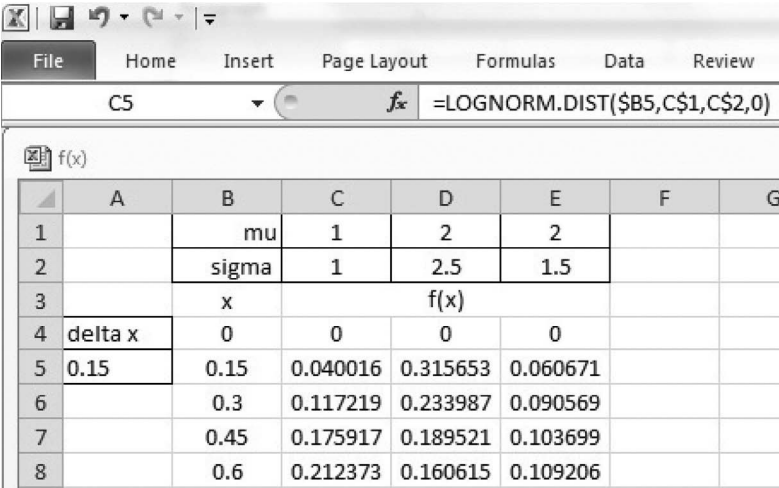 File Home Insert Page Layout Formulas Data Review
C5 fx =LOGNORM.DIST($B5,C$1,C$2,0)
f(x)
A B C D E F G
1 mu 1 2 2
2 sigma 1 2.5 1.5
3 x f(x)
4 delta x 0 0 0 0
5 0.15 0.15 0.040016 0.315653 0.060671
6 0.3 0.117219 0.233987 0.090569
7 0.45 0.175917 0.189521 0.103699
8 0.6 0.212373 0.160615 0.109206